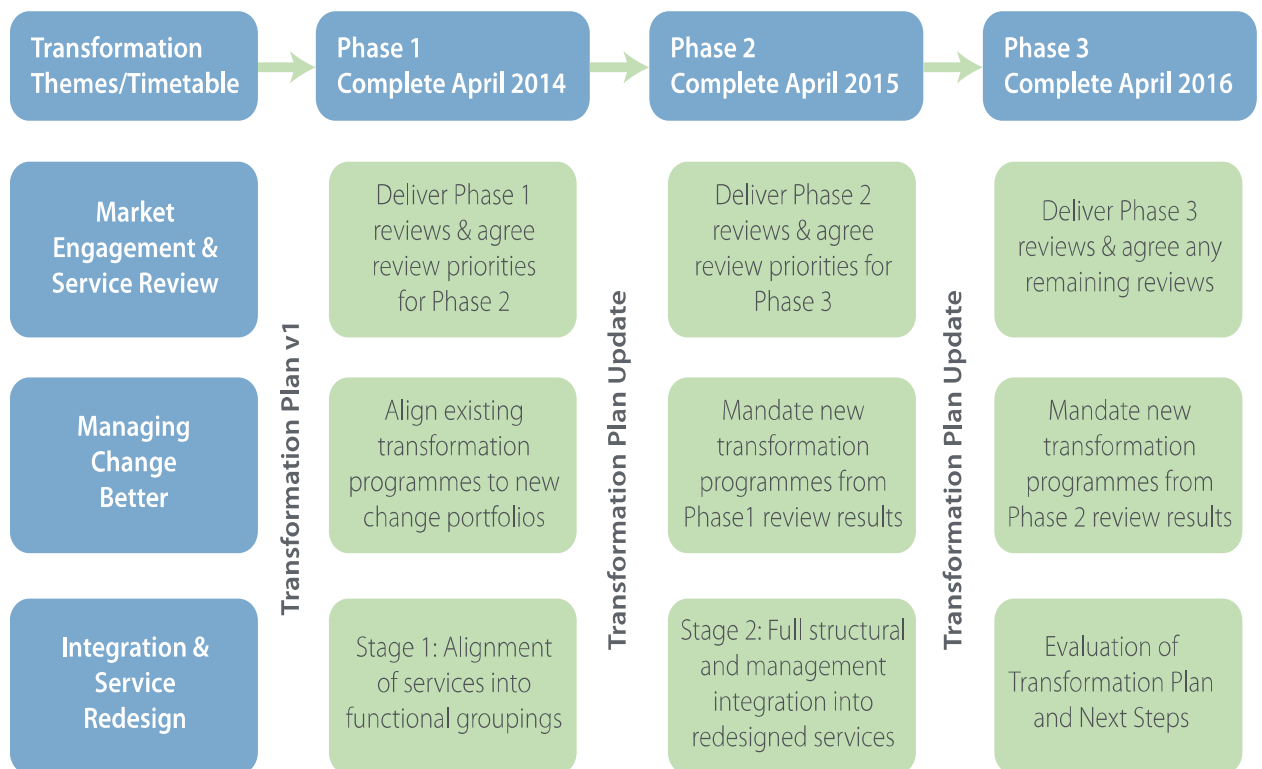 Transformation
Themes/Timetable
Phase 1
Complete April 2014
Phase 2
Complete April 2015
Phase 3
Complete April 2016
Market
Engagement &
Service Review
Deliver Phase 1
reviews & agree
review priorities
for Phase 2
Deliver Phase 2
reviews & agree
review priorities for
Phase 3
Deliver Phase 3
reviews & agree any
remaining reviews
Transformation Plan v1
Transformation Plan Update
Transformation Plan Update
Managing
Change
Better
Align existing
transformation
programmes to new
change portfolios
Mandate new
transformation
programmes from
Phase1 review results
Mandate new
transformation
programmes from
Phase 2 review results
Integration &
Service
Redesign
Stage 1: Alignment
of services into
functional groupings
Stage 2: Full structural
and management
integration into
redesigned services
Evaluation of
Transformation Plan
and Next Steps